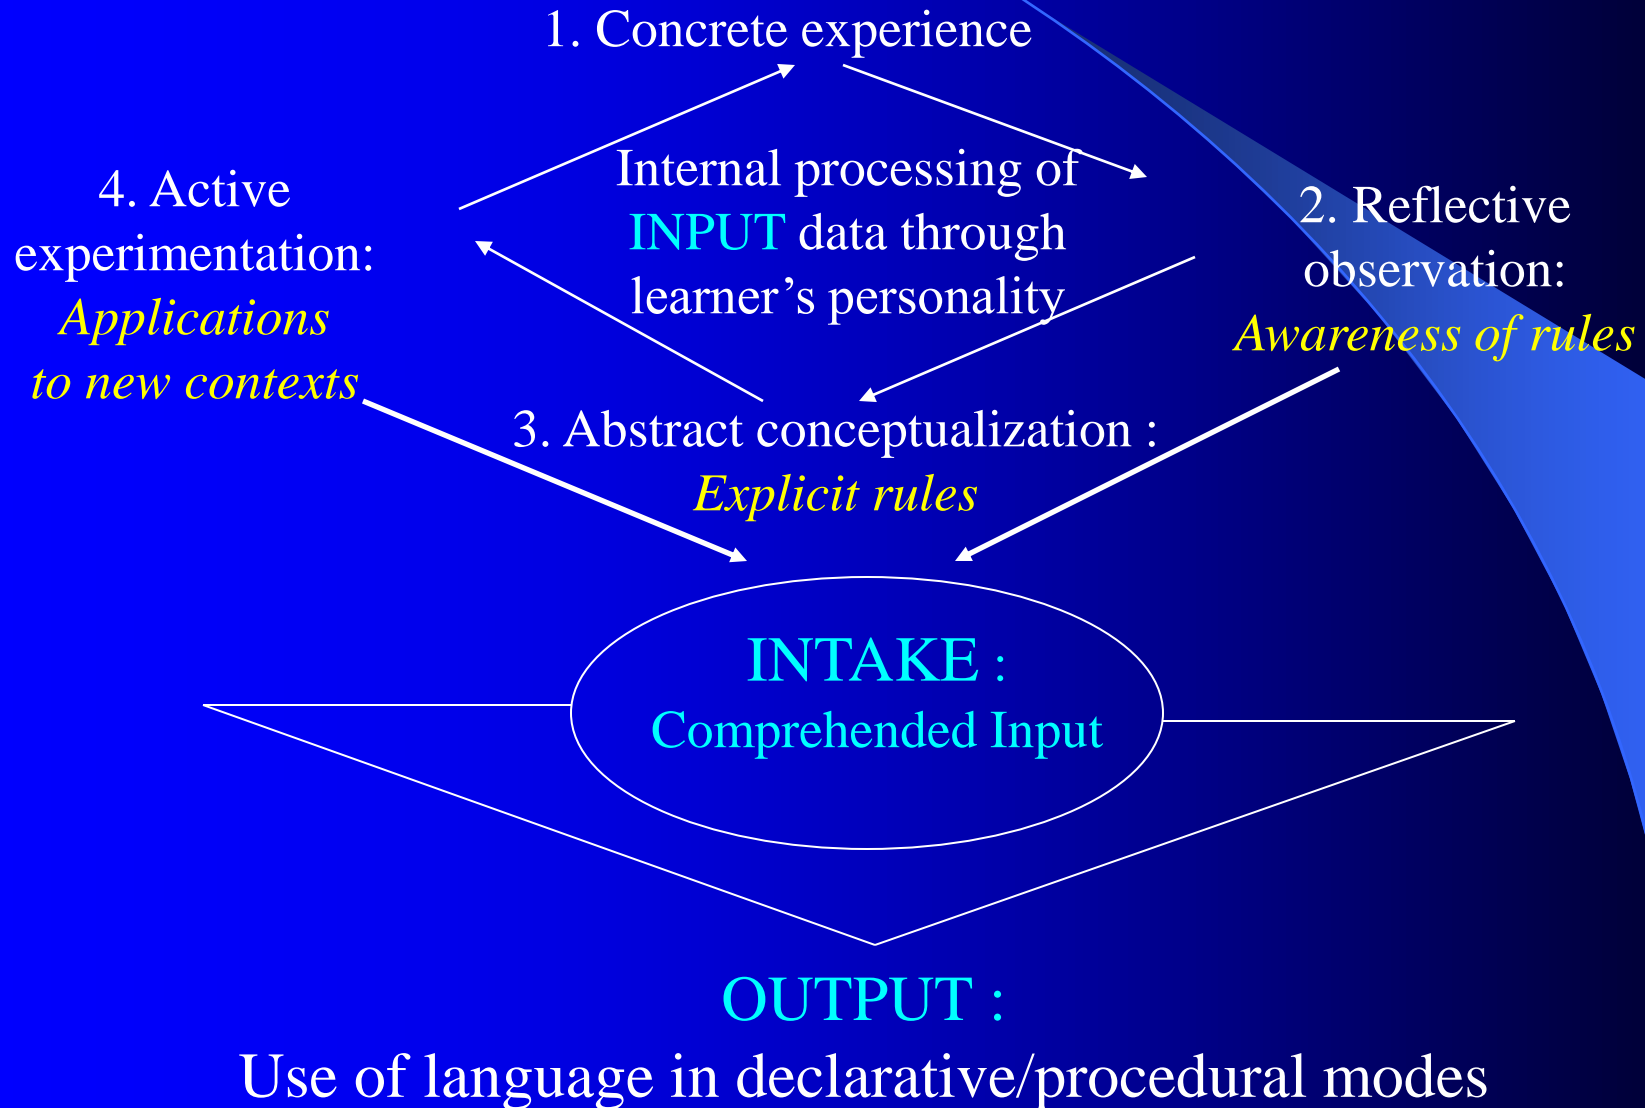 1. Concrete experience
Internal processing of
INPUT data through
learner’s personality
2. Reflective
observation:
Awareness of rules
3. Abstract conceptualization :
Explicit rules
4. Active
experimentation:
Applications
to new contexts
INTAKE :
Comprehended Input
OUTPUT :
Use of language in declarative/procedural modes